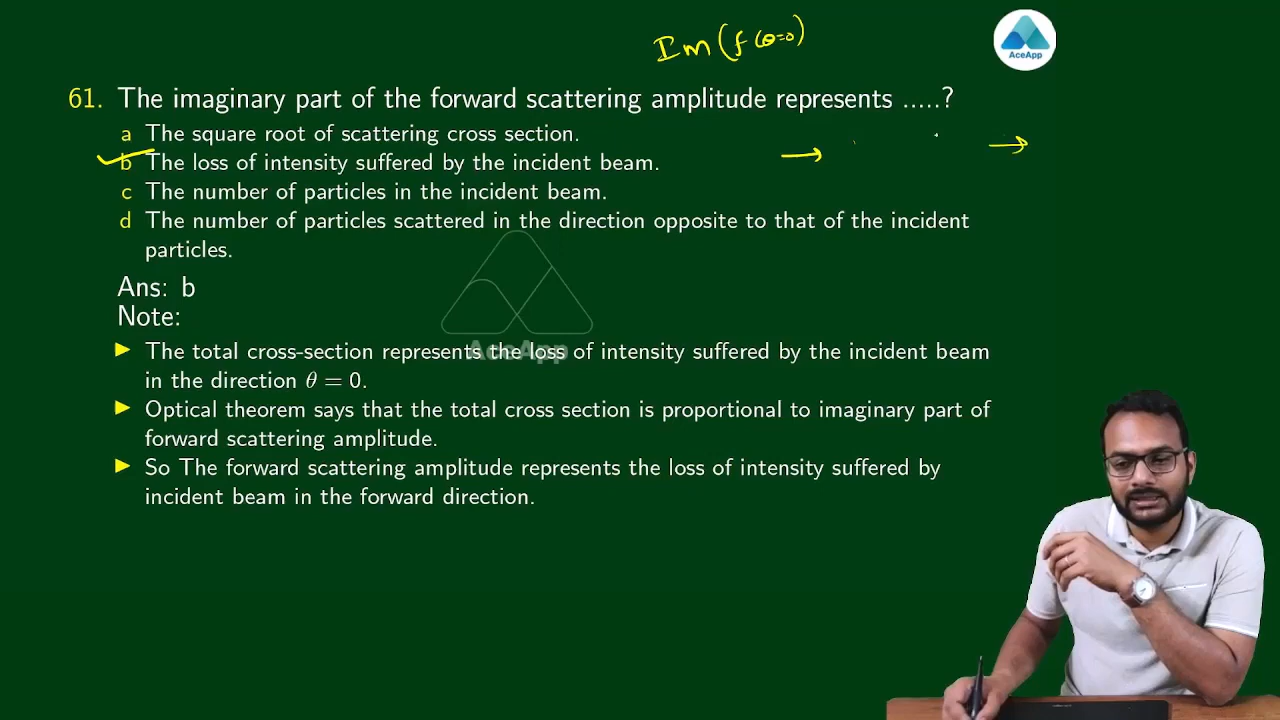 Im(f(θ=0)
AceApp
61. The imaginary part of the forward scattering amplitude represents .....?
a The square root of scattering cross section.
b The loss of intensity suffered by the incident beam.
c The number of particles in the incident beam.
d The number of particles scattered in the direction opposite to that of the incident
particles.
Ans: b
Note:
▶ The total cross-section represents the loss of intensity suffered by the incident beam
in the direction θ = 0.
AceApp
▶ Optical theorem says that the total cross section is proportional to imaginary part of
forward scattering amplitude.
▶ So The forward scattering amplitude represents the loss of intensity suffered by
incident beam in the forward direction.